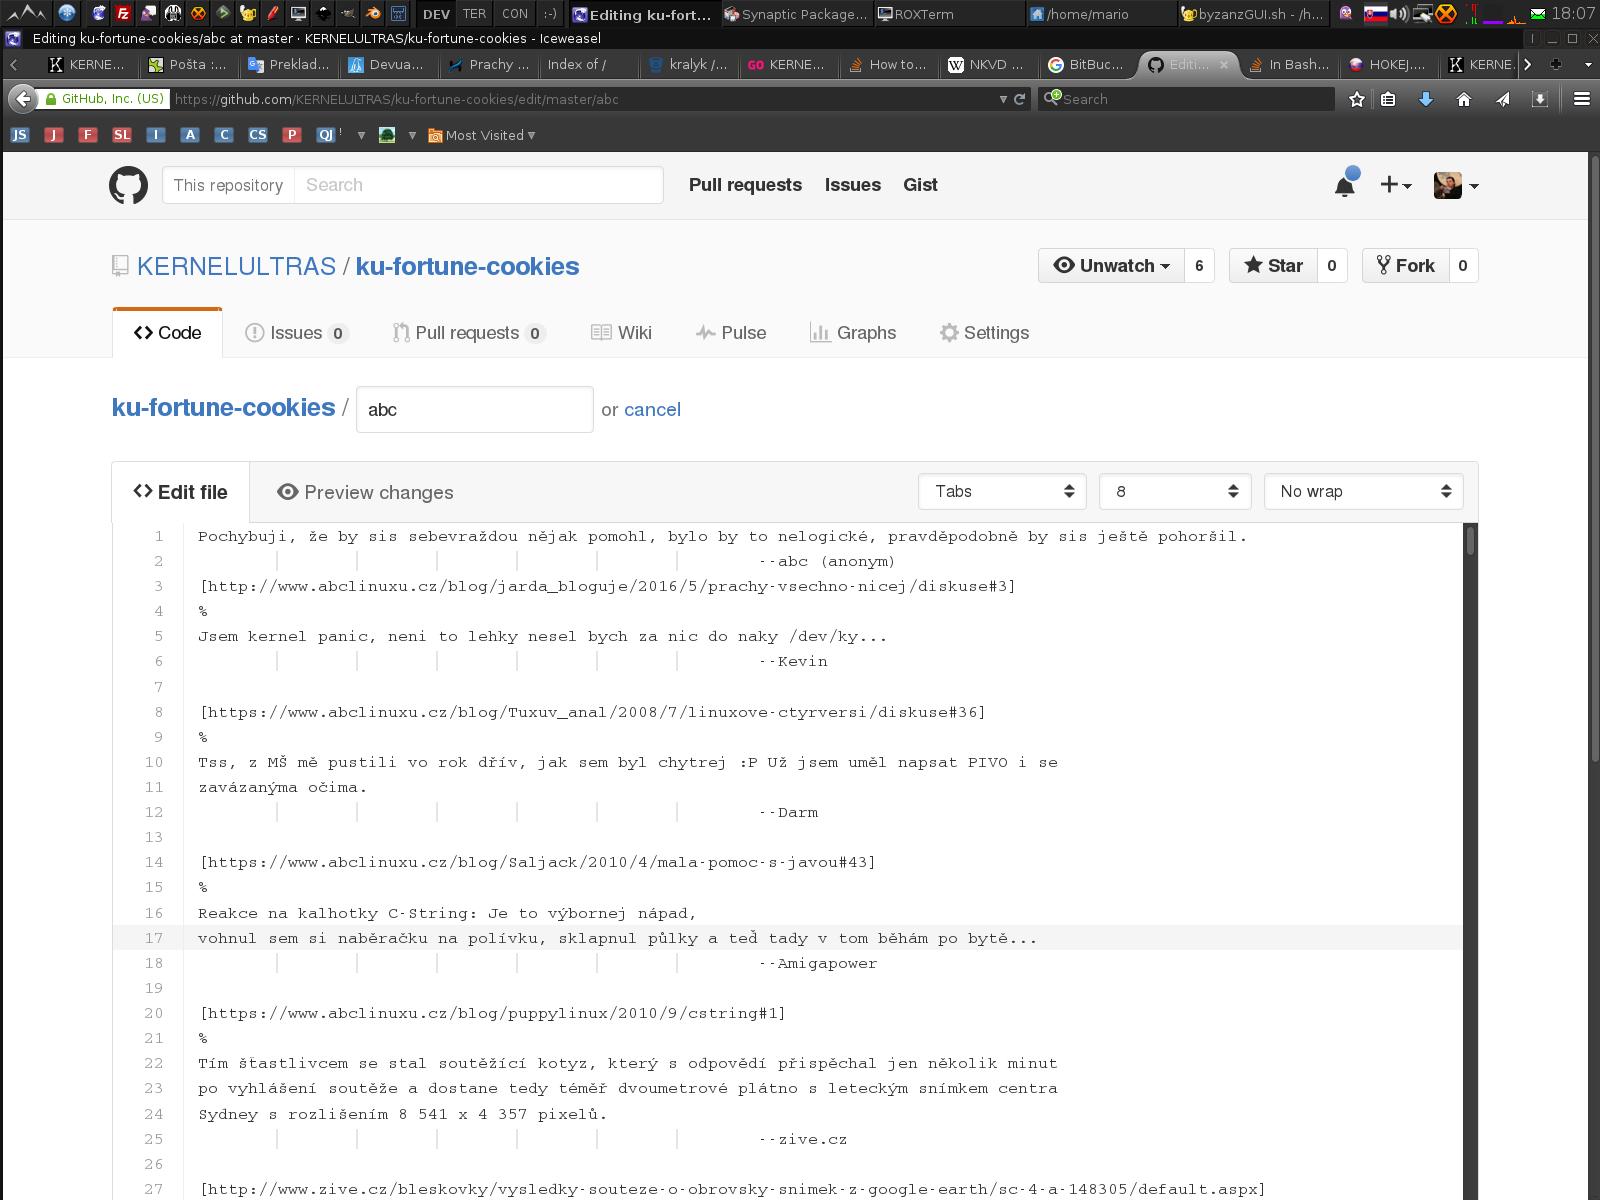 DEV TER CON :-) Editing ku-fort... Synaptic Package... ROXTerm /home/mario byzanzGUI.sh - /h... 18:07
Editing ku-fortune-cookies/abc at master · KERNELULTRAS/ku-fortune-cookies - Iceweasel
KERNE... Pošta :... Preklad... Devua... Prachy ... Index of / kralyk /... KERNE... How to... NKVD ... BitBuc... Editi... In Bash... HOKEJ.... KERNE
GitHub, Inc. (US) https://github.com/KERNELULTRAS/ku-fortune-cookies/edit/master/abc Search
JS J F SL I A C CS P QJ' Most Visited
This repository Search Pull requests Issues Gist
KERNELULTRAS / ku-fortune-cookies Unwatch 6 Star 0 Fork 0
Code Issues 0 Pull requests 0 Wiki Pulse Graphs Settings
ku-fortune-cookies / abc or cancel
Edit file Preview changes Tabs 8 No wrap
1 Pochybuji, že by sis sebevraždou nějak pomohl, bylo by to nelogické, pravděpodobně by sis ještě pohoršil.
2 --abc (anonym)
3 [http://www.abclinuxu.cz/blog/jarda_bloguje/2016/5/prachy-vsechno-nicej/diskuse#3]
4 %
5 Jsem kernel panic, neni to lehky nesel bych za nic do naky /dev/ky...
6 --Kevin
7
8 [https://www.abclinuxu.cz/blog/Tuxuv_anal/2008/7/linuxove-ctyrversi/diskuse#36]
9 %
10 Tss, z MŠ mě pustili vo rok dřív, jak sem byl chytrej :P Už jsem uměl napsat PIVO i se
11 zavázanýma očima.
12 --Darm
13
14 [https://www.abclinuxu.cz/blog/Saljack/2010/4/mala-pomoc-s-javou#43]
15 %
16 Reakce na kalhotky C-String: Je to výbornej nápad,
17 vohnul sem si naběračku na polívku, sklapnul půlky a teď tady v tom běhám po bytě...
18 --Amigapower
19
20 [https://www.abclinuxu.cz/blog/puppylinux/2010/9/cstring#1]
21 %
22 Tím šťastlivcem se stal soutěžící kotyz, který s odpovědí přispěchal jen několik minut
23 po vyhlášení soutěže a dostane tedy téměř dvoumetrové plátno s leteckým snímkem centra
24 Sydney s rozlišením 8 541 x 4 357 pixelů.
25 --zive.cz
26
27 [http://www.zive.cz/bleskovky/vysledky-souteze-o-obrovsky-snimek-z-google-earth/sc-4-a-148305/default.aspx]